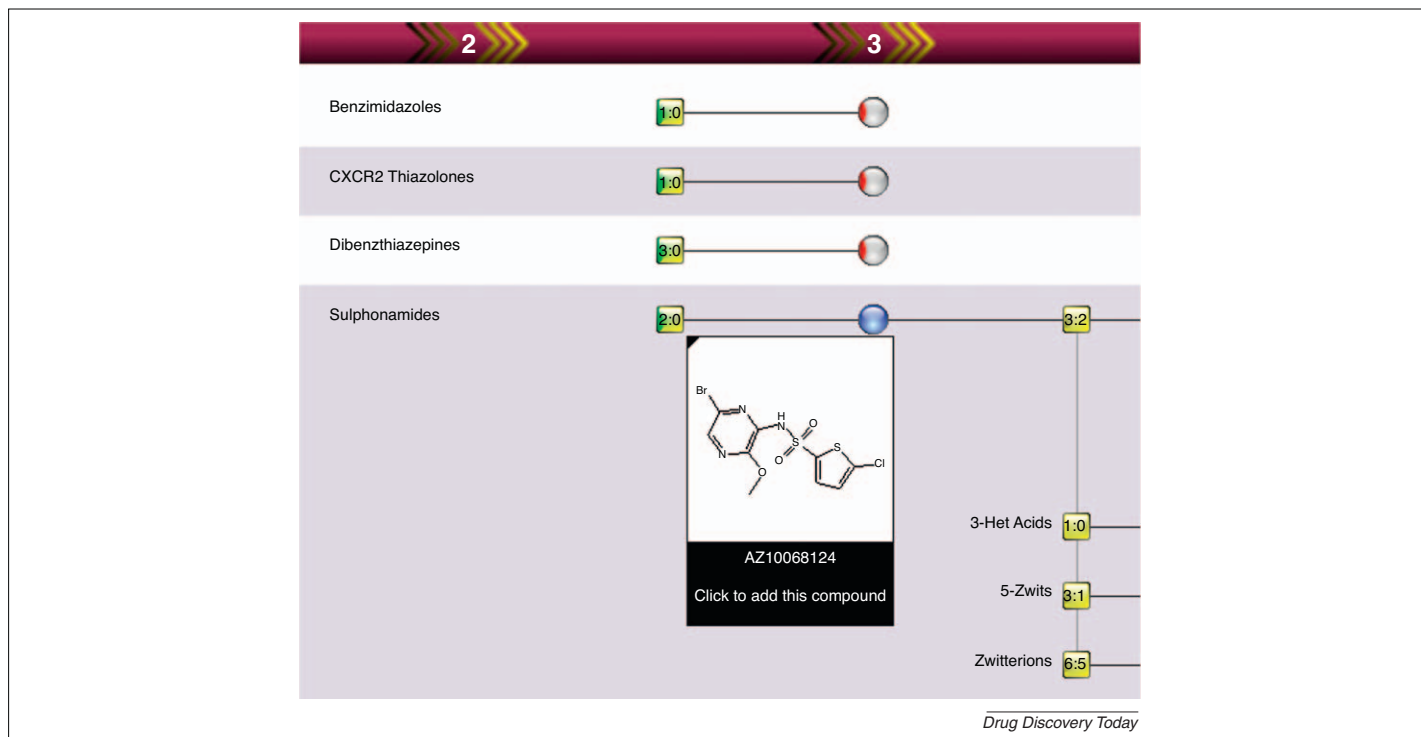 2 3
Benzimidazoles 1:0
CXCR2 Thiazolones 1:0
Dibenzthiazepines 3:0
Sulphonamides 2:0 3:2
Br
N
H
N
O
S
O
S
Cl
N
O
AZ10068124
Click to add this compound
3-Het Acids 1:0
5-Zwits 3:1
Zwitterions 6:5
Drug Discovery Today